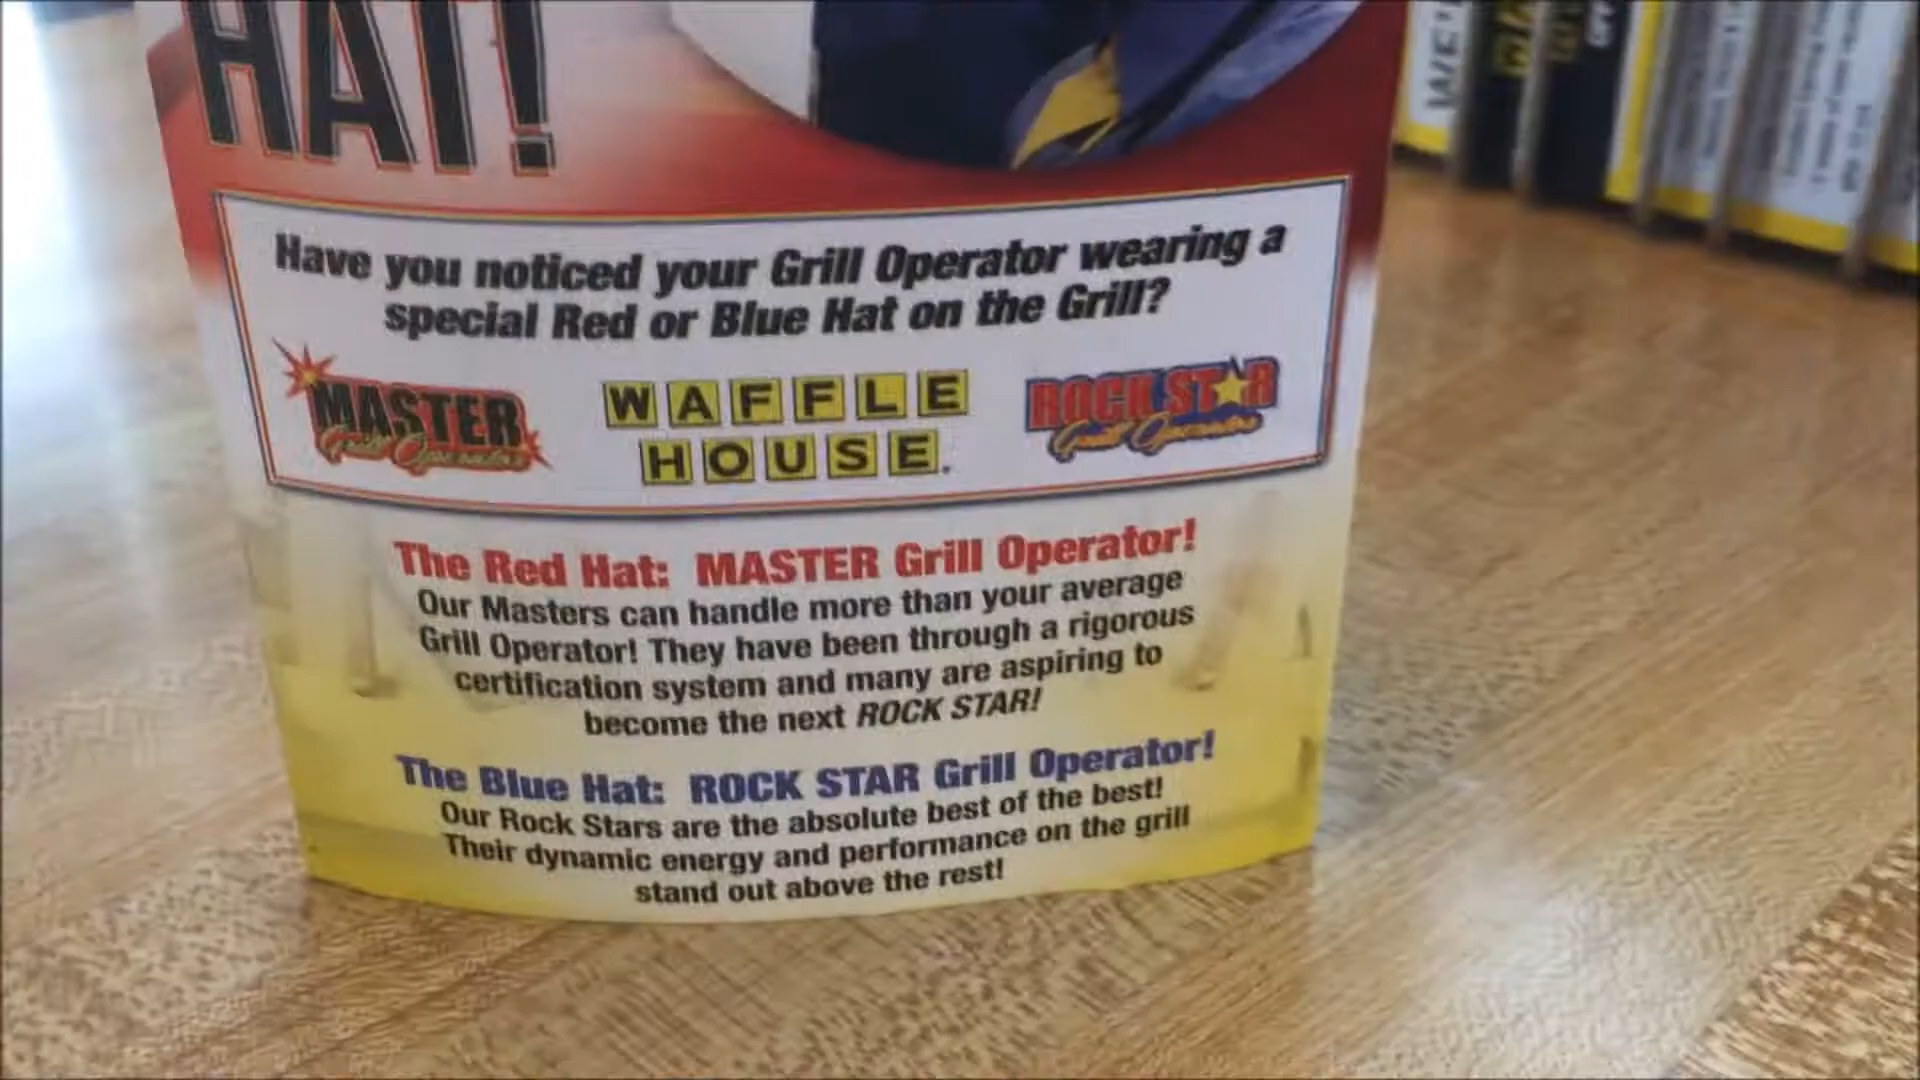 HAT!
Have you noticed your Grill Operator wearing a
special Red or Blue Hat on the Grill?
MASTER
Grill Operator
WAFFLE
HOUSE
ROCK STAR
Grill Operator
The Red Hat: MASTER Grill Operator!
Our Masters can handle more than your average
Grill Operator! They have been through a rigorous
certification system and many are aspiring to
become the next ROCK STAR!
The Blue Hat: ROCK STAR Grill Operator!
Our Rock Stars are the absolute best of the best!
Their dynamic energy and performance on the grill
stand out above the rest!